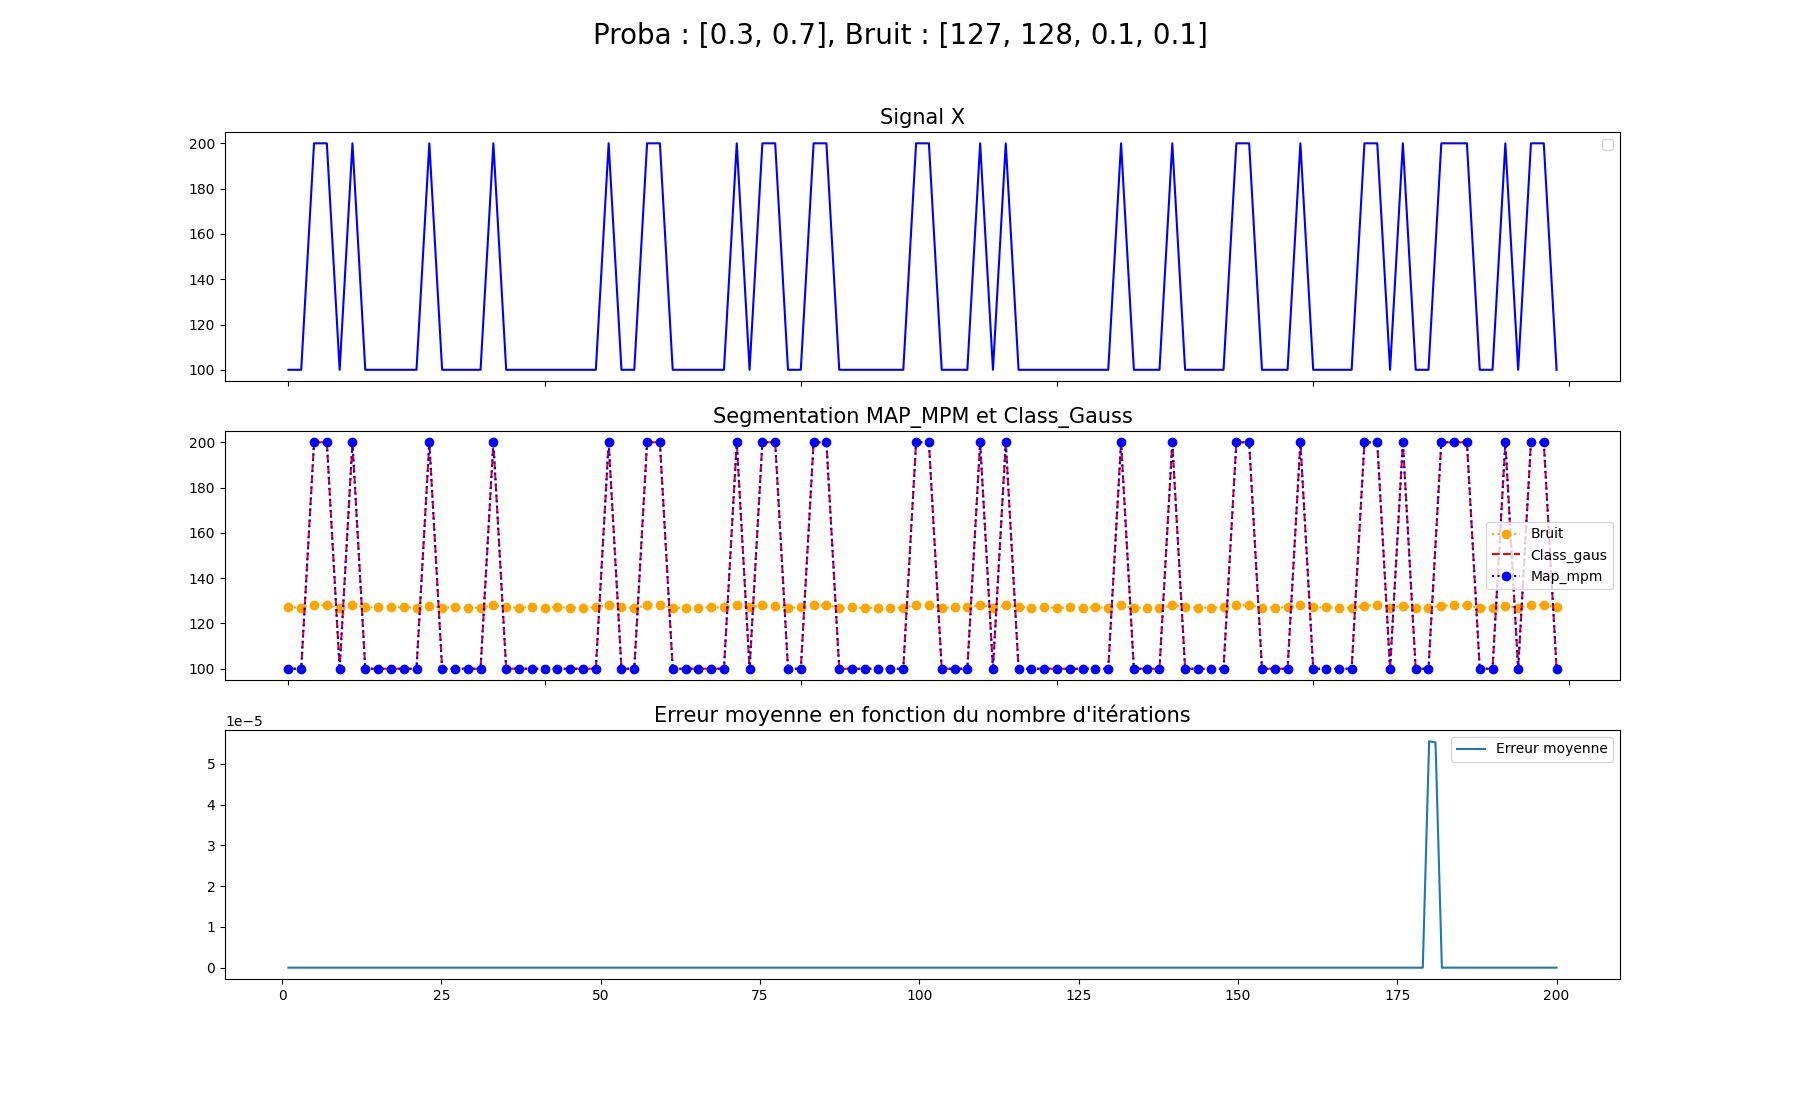 Proba : [0.3, 0.7], Bruit : [127, 128, 0.1, 0.1]
Signal X
200
180
160
140
120
100
Segmentation MAP_MPM et Class_Gauss
200
180
160
140
120
100
Bruit
Class_gaus
Map_mpm
Erreur moyenne en fonction du nombre d'itérations
1e−5
5
4
3
2
1
0
Erreur moyenne
0 25 50 75 100 125 150 175 200